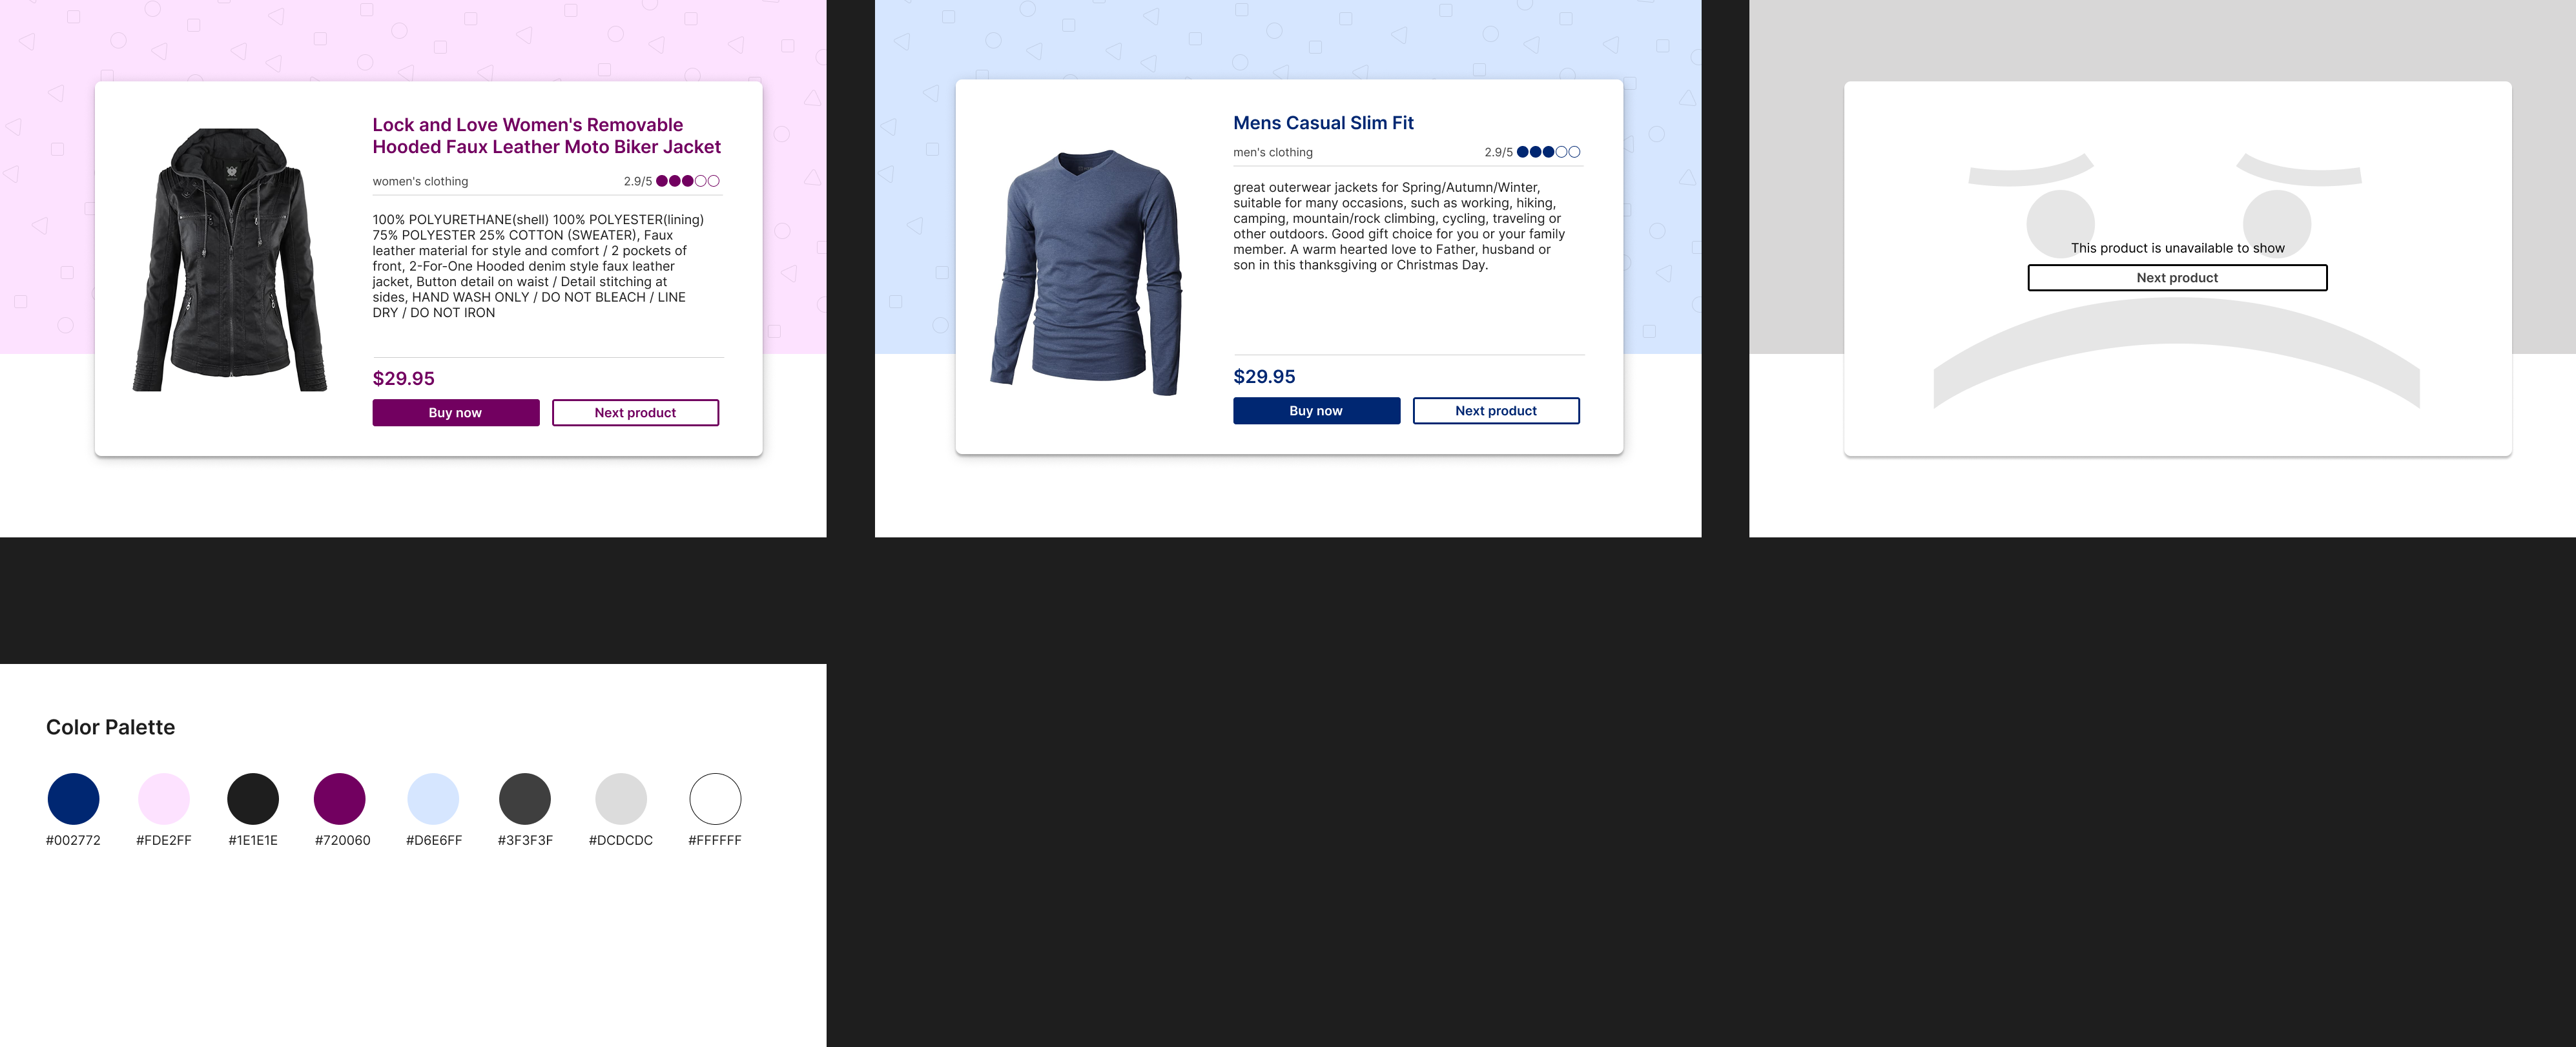 Lock and Love Women's Removable
Hooded Faux Leather Moto Biker Jacket
women's clothing
2.9/5
100% POLYURETHANE(shell) 100% POLYESTER(lining)
75% POLYESTER 25% COTTON (SWEATER), Faux
leather material for style and comfort / 2 pockets of
front, 2-For-One Hooded denim style faux leather
jacket, Button detail on waist / Detail stitching at
sides, HAND WASH ONLY / DO NOT BLEACH / LINE
DRY / DO NOT IRON
$29.95
Buy now
Next product
Mens Casual Slim Fit
men's clothing
2.9/5
great outerwear jackets for Spring/Autumn/Winter,
suitable for many occasions, such as working, hiking,
camping, mountain/rock climbing, cycling, traveling or
other outdoors. Good gift choice for you or your family
member. A warm hearted love to Father, husband or
son in this thanksgiving or Christmas Day.
$29.95
Buy now
Next product
This product is unavailable to show
Next product
Color Palette
#002772
#FDE2FF
#1E1E1E
#720060
#D6E6FF
#3F3F3F
#DCDCDC
#FFFFFF